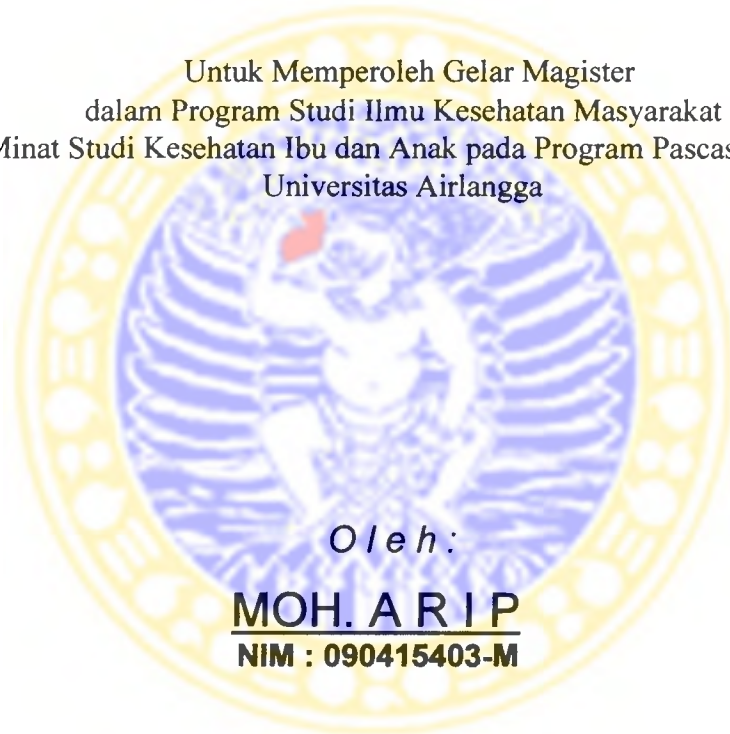 Untuk Memperoleh Gelar Magister
dalam Program Studi Ilmu Kesehatan Masyarakat
Minat Studi Kesehatan Ibu dan Anak pada Program Pascas
Universitas Airlangga
Oleh:
MOH. A R I P
NIM : 090415403-M